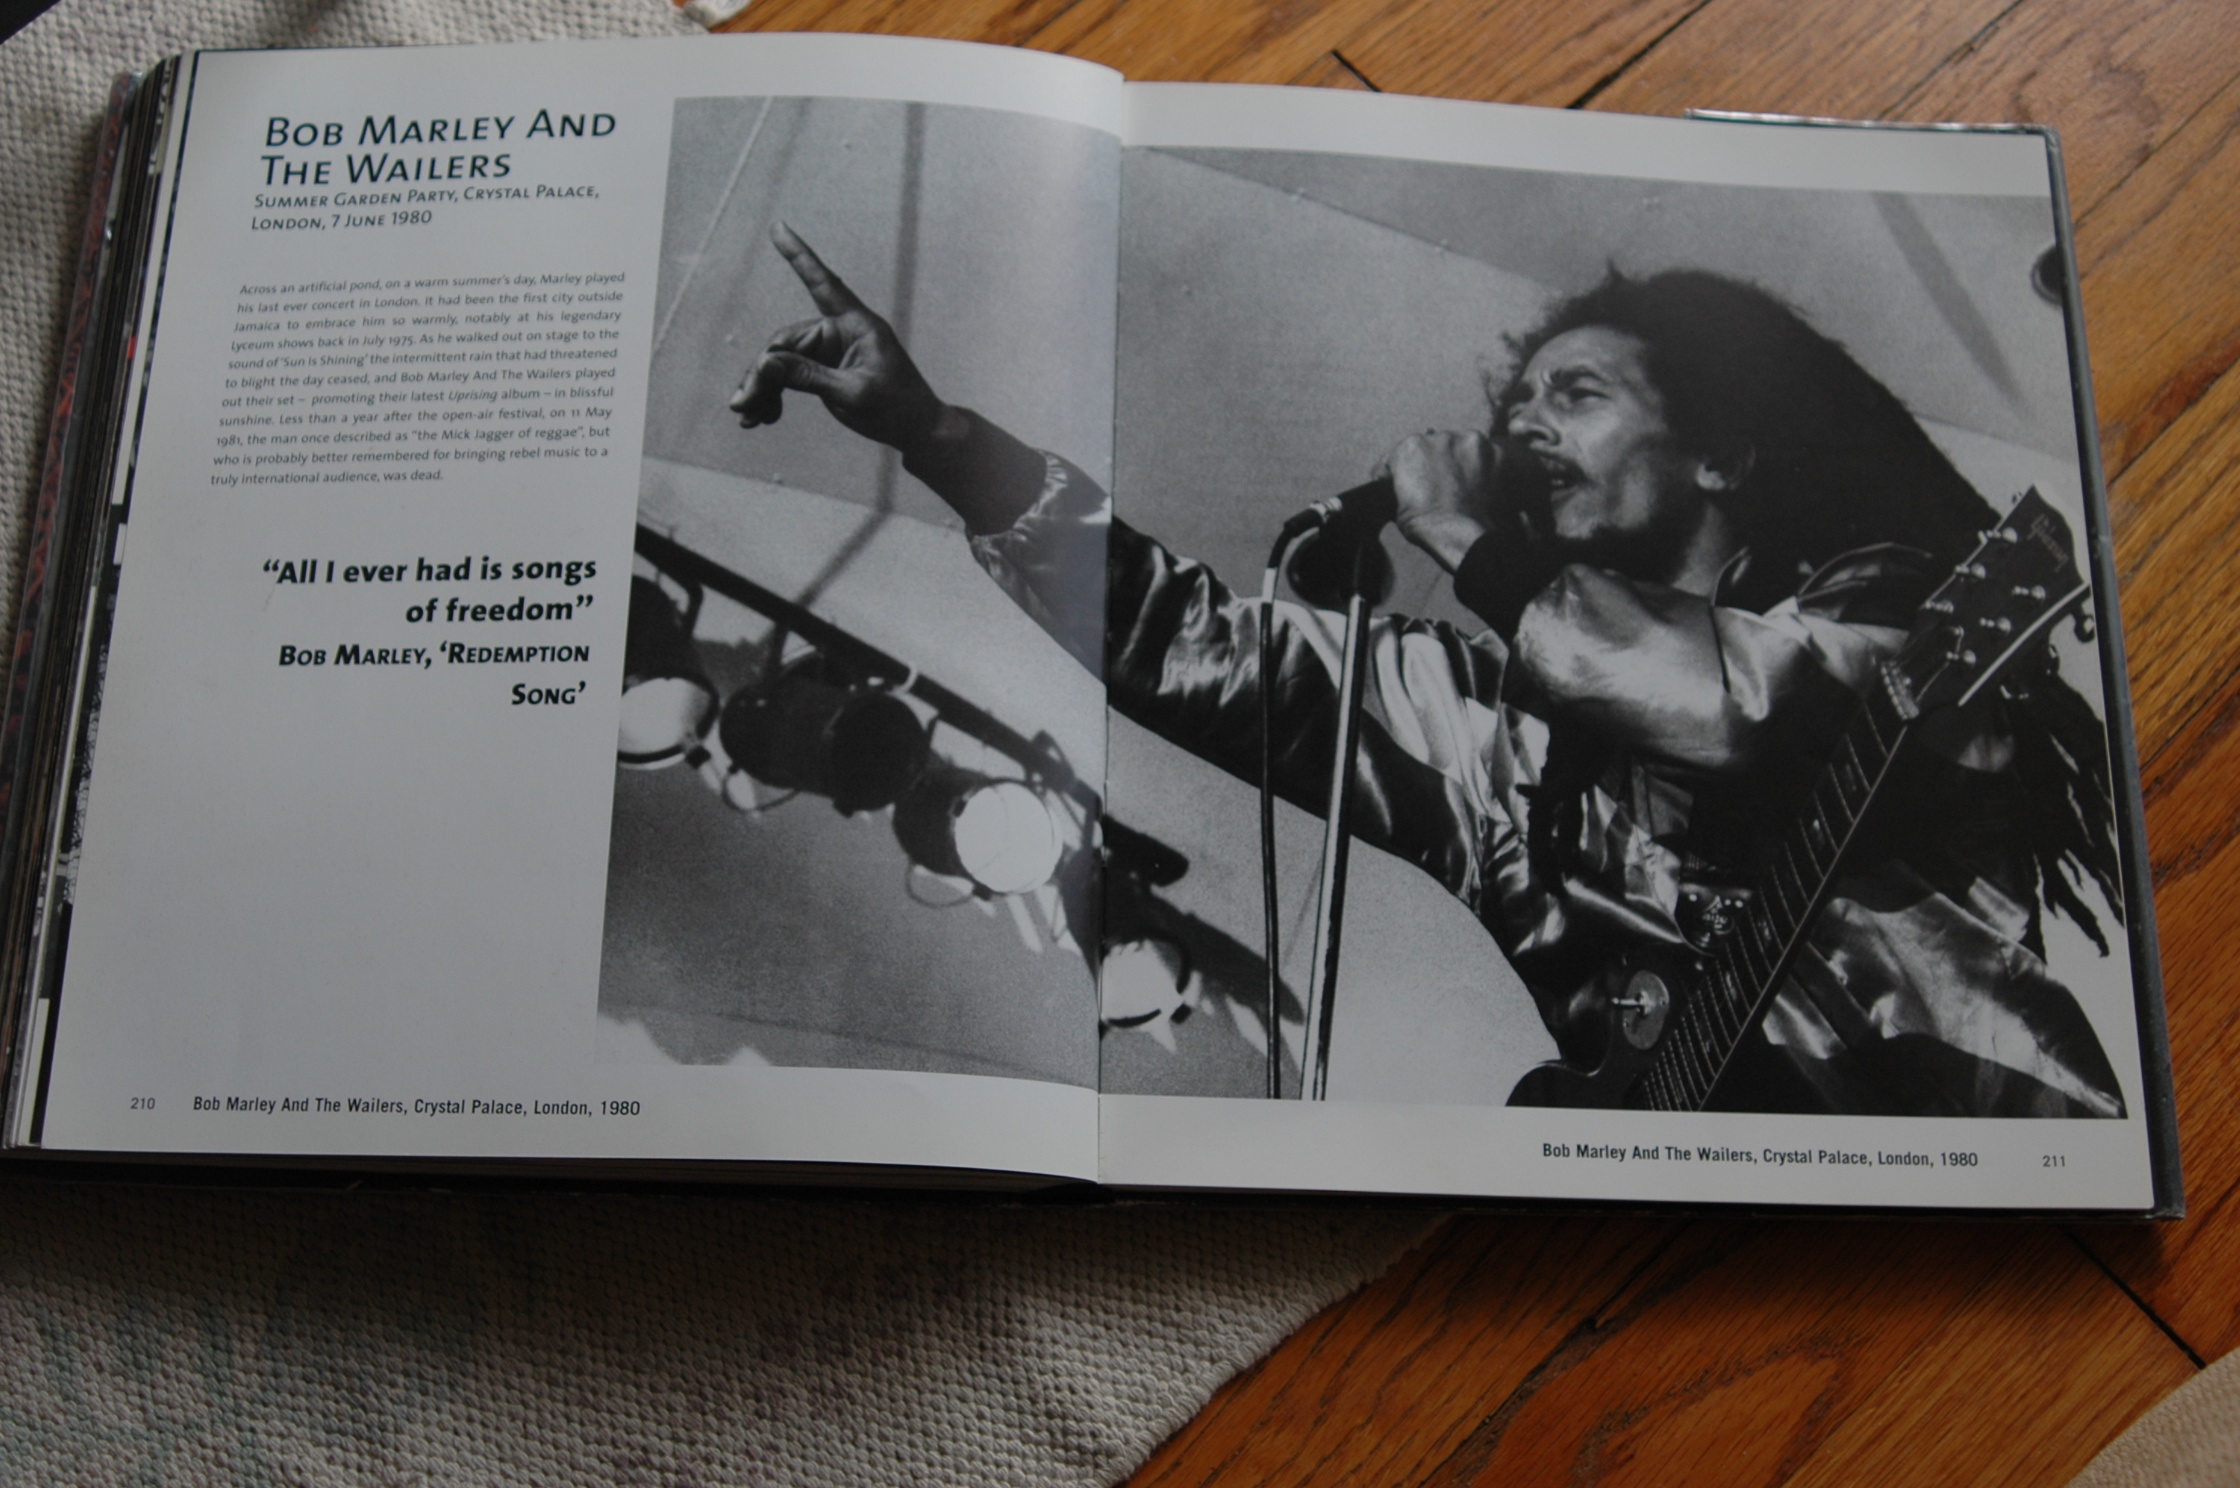 BOB MARLEY AND
THE WAILERS
SUMMER GARDEN PARTY, CRYSTAL PALACE,
LONDON, 7 JUNE 1980
Across an artificial pond, on a warm summer's day, Marley played
his last ever concert in London. it had been the first city outside
Jamaica to embrace him so warmly, notably at his legendary
Lyceum shows back in July 1975. As he walked out on stage to the
sound of 'Sun Is Shining' the intermittent rain that had threatened
to blight the day ceased, and Bob Marley And The Wailers played
out their set – promoting their latest Uprising album – in blissful
sunshine. Less than a year after the open-air festival, on 11 May
1981, the man once described as "the Mick Jagger of reggae", but
who is probably better remembered for bringing rebel music to a
truly international audience, was dead.
“All I ever had is songs
of freedom”
BOB MARLEY, ‘REDEMPTION
SONG’
210 Bob Marley And The Wailers, Crystal Palace, London, 1980
Gibson
Bob Marley And The Wailers, Crystal Palace, London, 1980 211